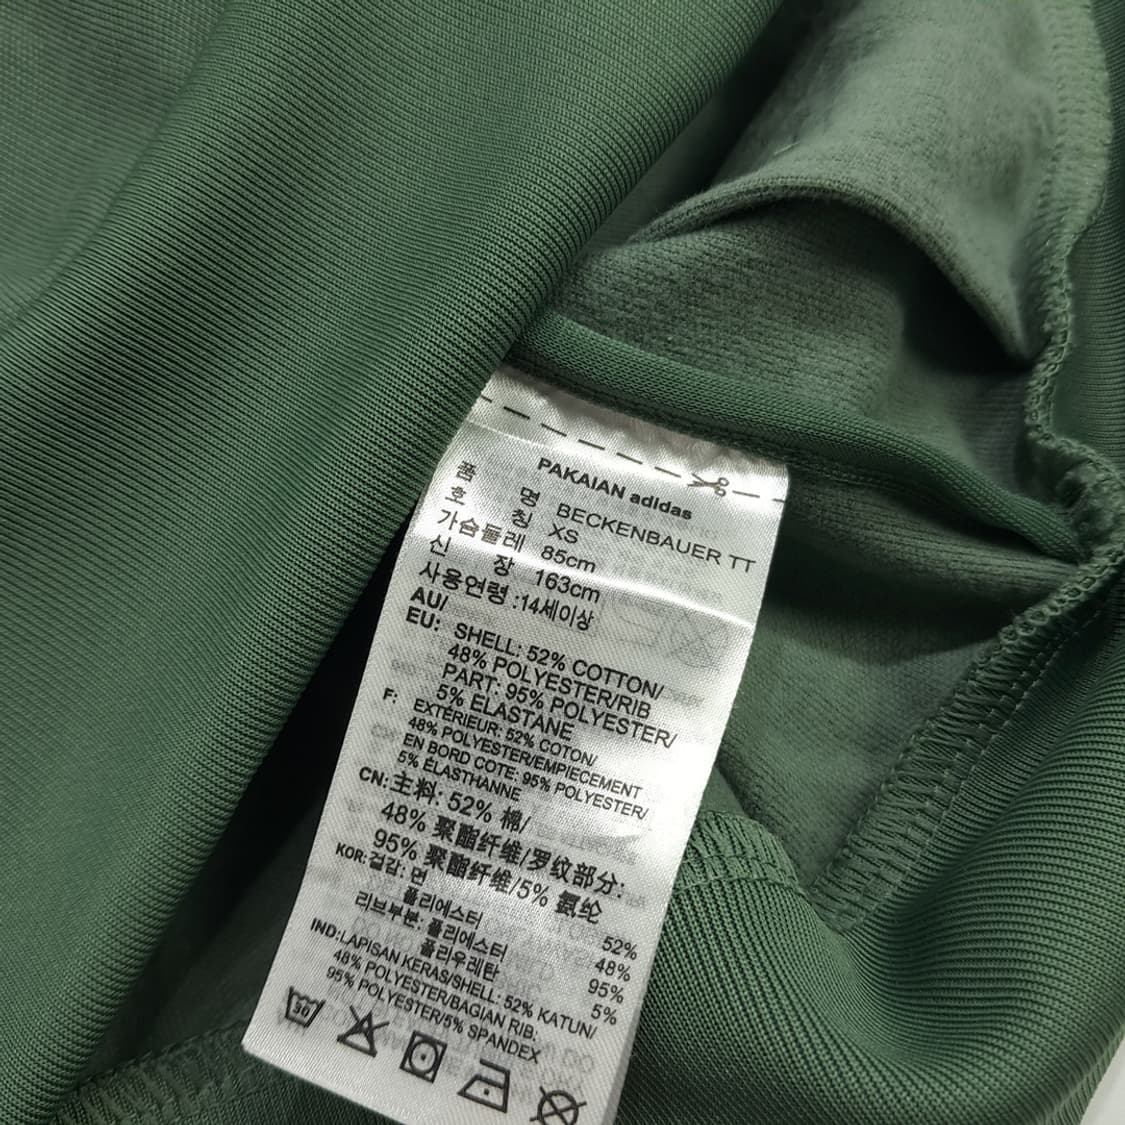 PAKAIAN adidas
품 명 BECKENBAUER TT
호 칭 XS
가슴둘레 85cm
신 장 163cm
사용연령 :14세이상
AU/
EU: SHELL: 52% COTTON/
48% POLYESTER/RIB
PART: 95% POLYESTER/
5% ELASTANE
F: EXTÉRIEUR: 52% COTON/
48% POLYESTER/EMPIECEMENT
EN BORD COTE: 95% POLYESTER/
5% ÉLASTHANNE
CN: 主料: 52% 棉/
48% 聚酯纤维/罗纹部分:
95% 聚酯纤维/5% 氨纶
KOR: 겉감: 면 52%
폴리에스터 48%
리브부분: 폴리에스터 95%
폴리우레탄 5%
IND:LAPISAN KERAS/SHELL: 52% KATUN/
48% POLYESTER/BAGIAN RIB:
95% POLYESTER/5% SPANDEX
30